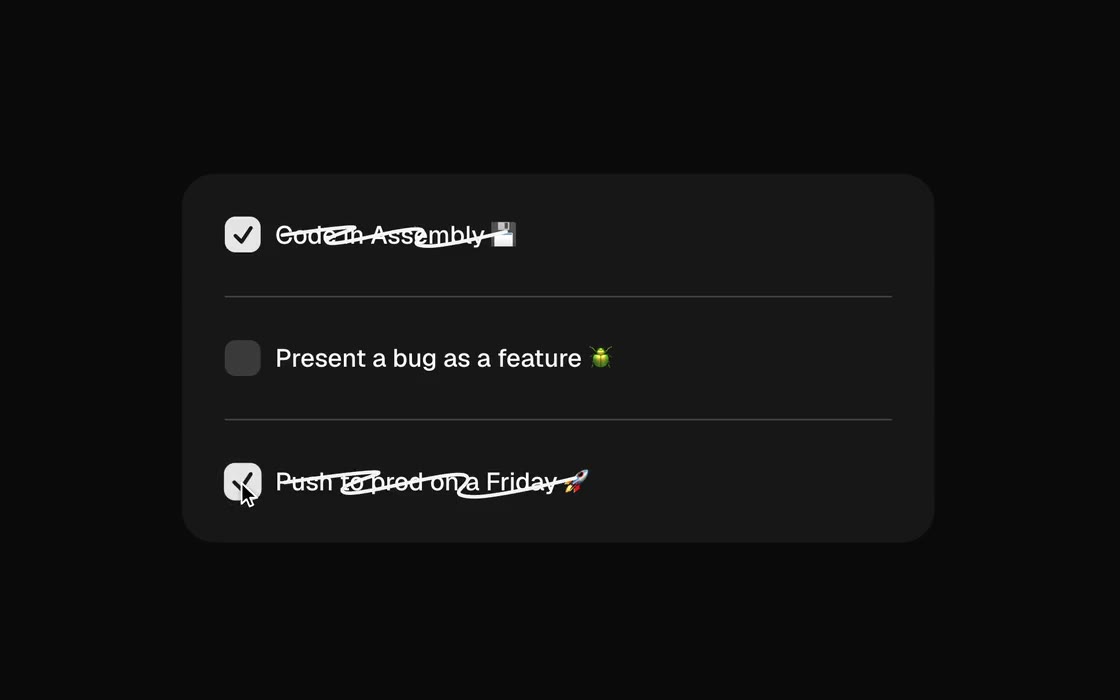 Code in Assembly 💾
Present a bug as a feature 🪲
Push to prod on a Friday 🚀